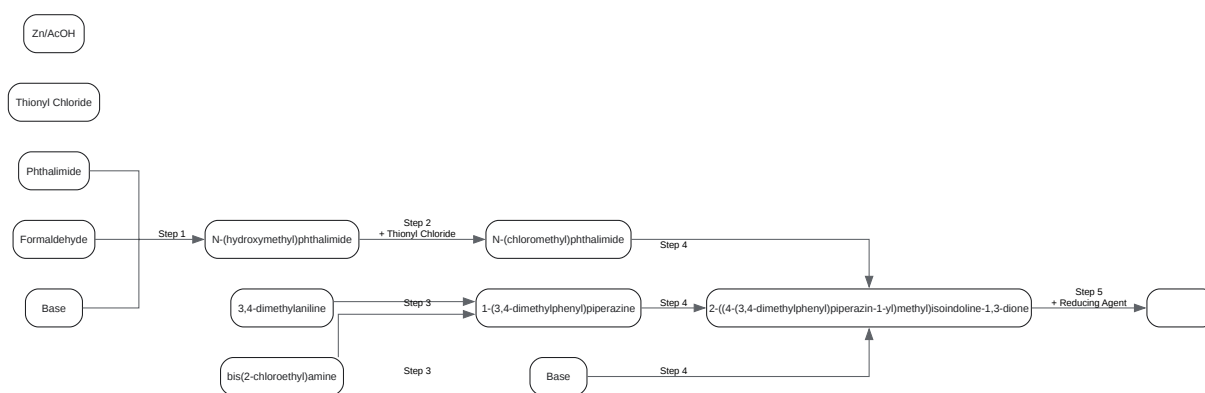 Zn/AcOH
Thionyl Chloride
Phthalimide
Formaldehyde
Step 1
N-(hydroxymethyl)phthalimide
Step 2
+ Thionyl Chloride
N-(chloromethyl)phthalimide
Step 4
Base
3,4-dimethylaniline
Step 3
1-(3,4-dimethylphenyl)piperazine
Step 4
2-((4-(3,4-dimethylphenyl)piperazin-1-yl)methyl)isoindoline-1,3-dione
Step 5
+ Reducing Agent
bis(2-chloroethyl)amine
Step 3
Base
Step 4